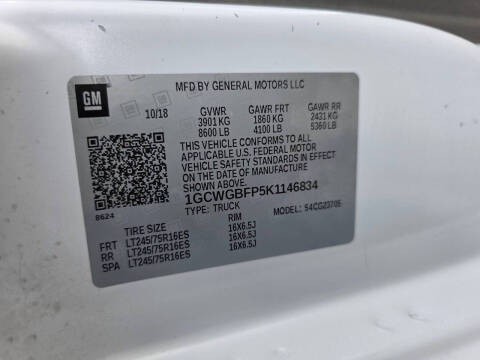 MFD BY GENERAL MOTORS LLC
GM
10/18 GVWR GAWR FRT GAWR RR
3901 KG 1860 KG 2431 KG
8600 LB 4100 LB 5360 LB
THIS VEHICLE CONFORMS TO ALL
APPLICABLE U.S. FEDERAL MOTOR
VEHICLE SAFETY STANDARDS IN EFFECT
ON THE DATE OF MANUFACTURE
SHOWN ABOVE.
1GCWGBFP5K1146834
TYPE: TRUCK MODEL: 54CG23705
8624
TIRE SIZE RIM
FRT LT245/75R16ES 16X6.5J
RR LT245/75R16ES 16X6.5J
SPA LT245/75R16ES 16X6.5J